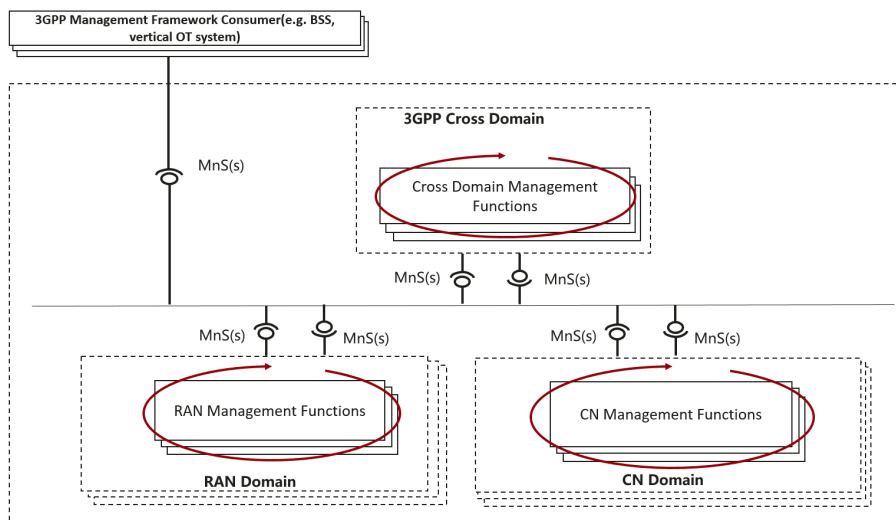 3GPP Management Framework Consumer(e.g. BSS,
vertical OT system)
MnS(s)
3GPP Cross Domain
Cross Domain Management
Functions
MnS(s)
MnS(s)
MnS(s)
MnS(s)
MnS(s)
MnS(s)
RAN Management Functions
RAN Domain
CN Management Functions
CN Domain